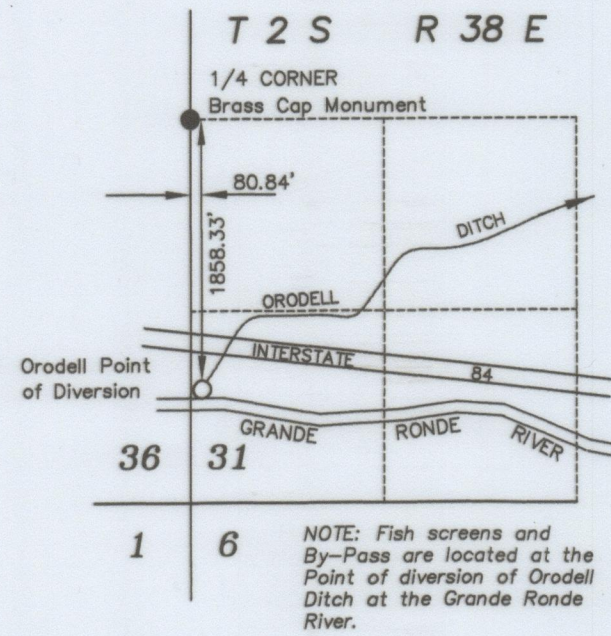 T 2 S R 38 E
1/4 CORNER
Brass Cap Monument
80.84'
1858.33'
DITCH
ORODELL
INTERSTATE
84
Orodell Point
of Diversion
GRANDE RONDE RIVER
36 31
1 6
NOTE: Fish screens and
By-Pass are located at the
Point of diversion of Orodell
Ditch at the Grande Ronde
River.